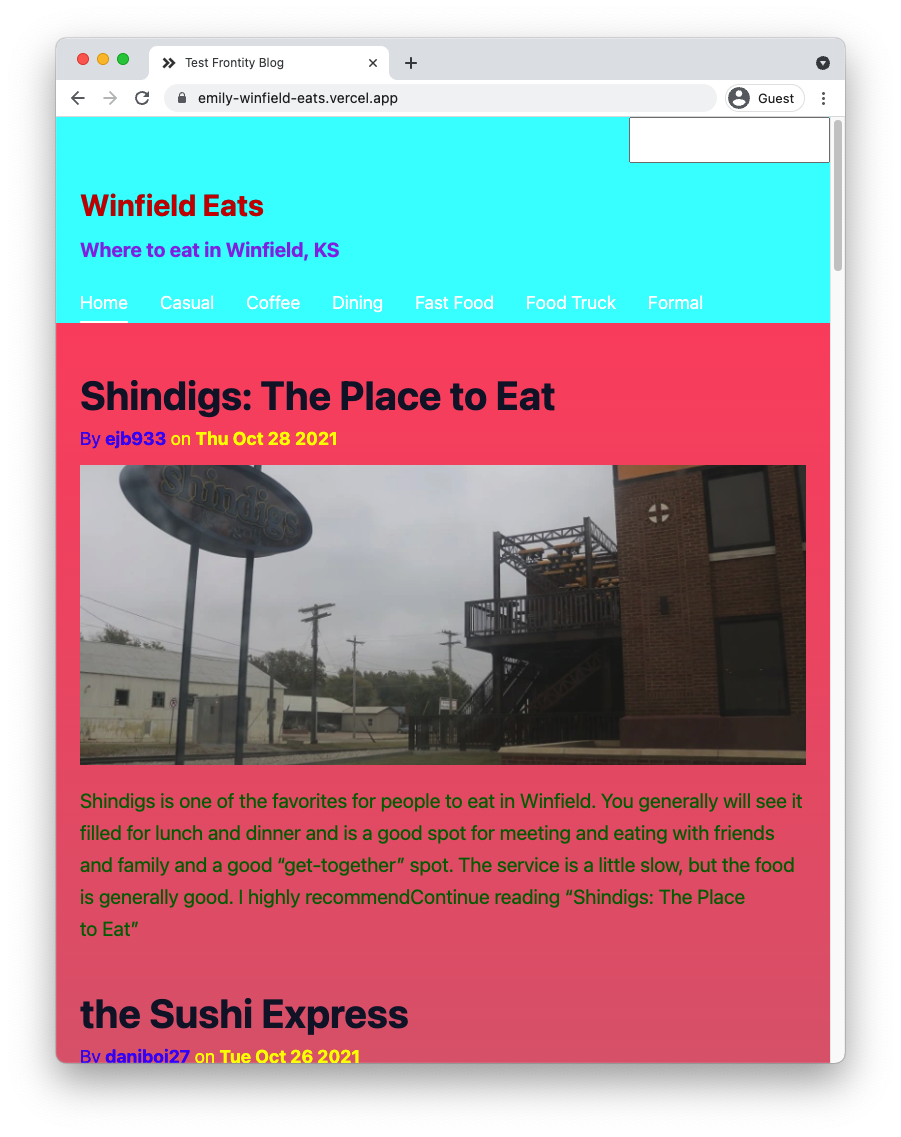 Test Frontity Blog
emily-winfield-eats.vercel.app
Guest
Winfield Eats
Where to eat in Winfield, KS
Home Casual Coffee Dining Fast Food Food Truck Formal
Shindigs: The Place to Eat
By ejb933 on Thu Oct 28 2021
Shindigs
Shindigs is one of the favorites for people to eat in Winfield. You generally will see it
filled for lunch and dinner and is a good spot for meeting and eating with friends
and family and a good “get-together” spot. The service is a little slow, but the food
is generally good. I highly recommendContinue reading “Shindigs: The Place
to Eat”
the Sushi Express
By daniboi27 on Tue Oct 26 2021